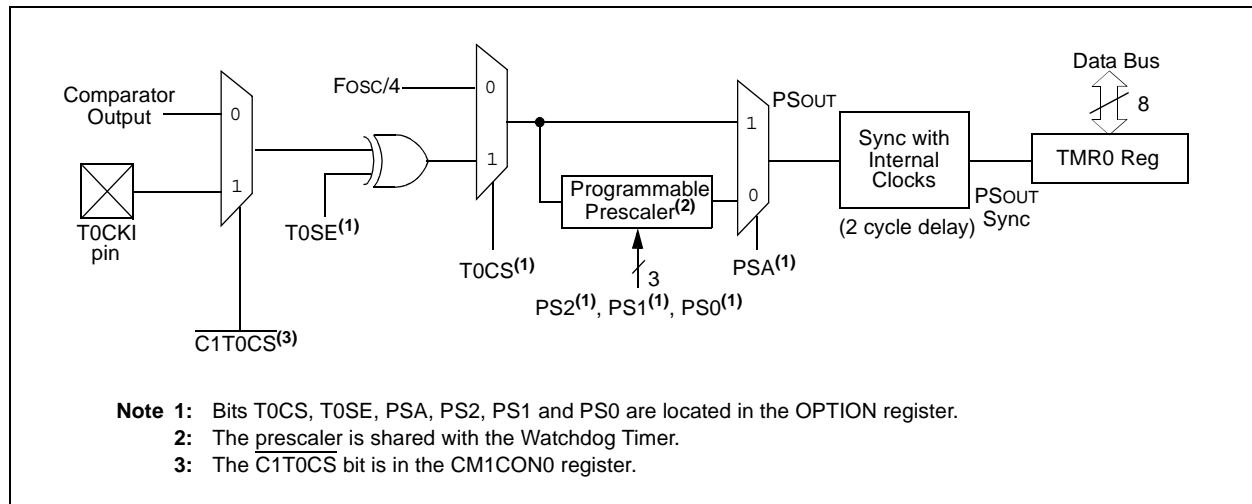 Comparator
Output
0
1
T0CKI
pin
C1T0CS(3)
T0SE(1)
FOSC/4
0
1
T0CS(1)
Programmable
Prescaler(2)
3
PS2(1), PS1(1), PS0(1)
1
0
PSA(1)
PSOUT
Sync with
Internal
Clocks
(2 cycle delay)
PSOUT
Sync
Data Bus
8
TMR0 Reg
Note 1: Bits T0CS, T0SE, PSA, PS2, PS1 and PS0 are located in the OPTION register.
2: The prescaler is shared with the Watchdog Timer.
3: The C1T0CS bit is in the CM1CON0 register.